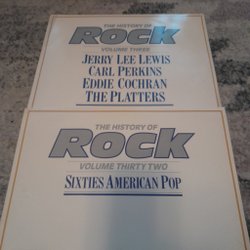 THE HISTORY OF
Rock
VOLUME THREE
JERRY LEE LEWIS
CARL PERKINS
EDDIE COCHRAN
THE PLATTERS
THE HISTORY OF
Rock
VOLUME THIRTY TWO
SIXTIES AMERICAN POP